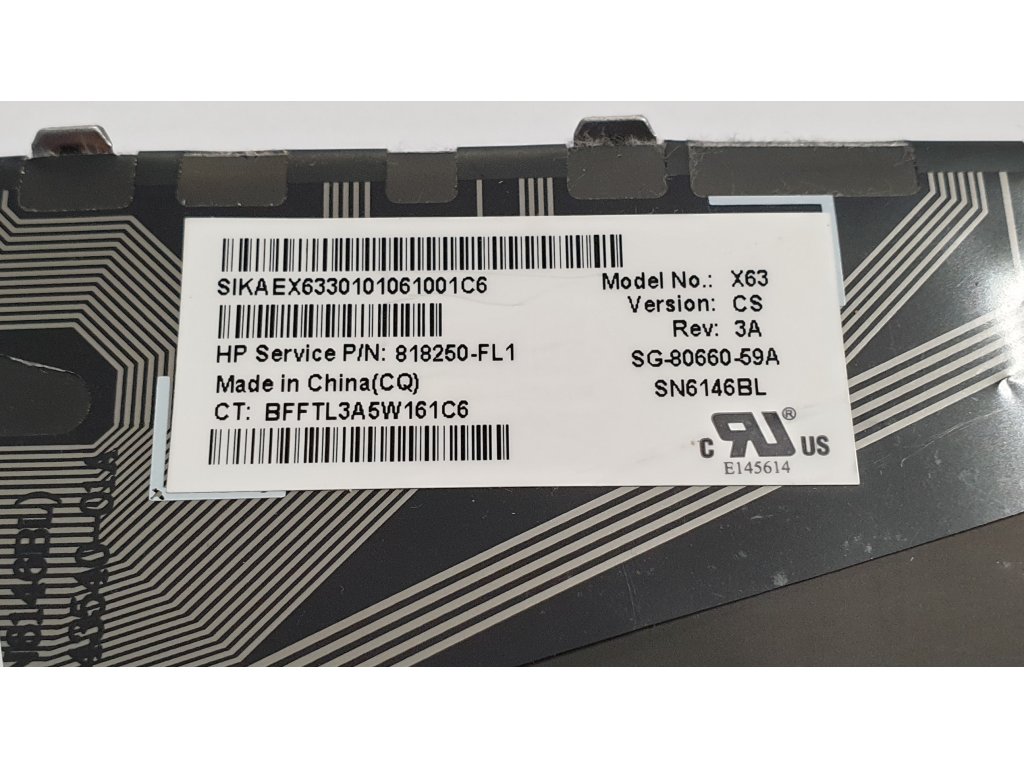 SIKAEX6330101061001C6
HP Service P/N: 818250-FL1
Made in China(CQ)
CT: BFFTL3A5W161C6
Model No.: X63
Version: CS
Rev: 3A
SG-80660-59A
SN6146BL
C RU® US
E145614